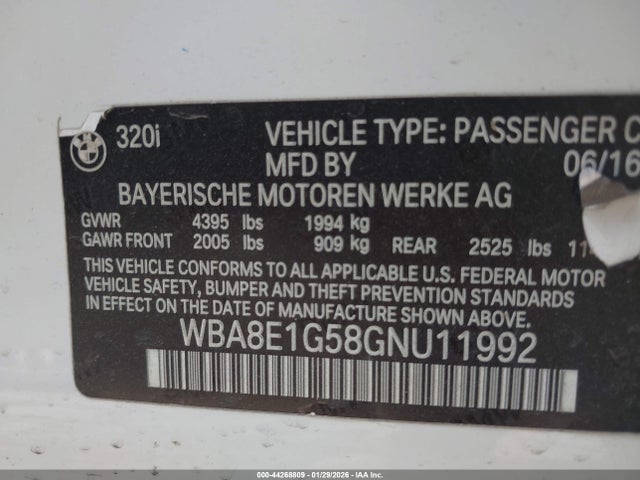 320i VEHICLE TYPE: PASSENGER C
MFD BY 06/16
BAYERISCHE MOTOREN WERKE AG
GVWR 4395 lbs 1994 kg
GAWR FRONT 2005 lbs 909 kg REAR 2525 lbs 11
THIS VEHICLE CONFORMS TO ALL APPLICABLE U.S. FEDERAL MOTOR
VEHICLE SAFETY, BUMPER AND THEFT PREVENTION STANDARDS
IN EFFECT ON THE DATE OF MANUFACTURE SHOWN ABOVE.
WBA8E1G58GNU11992
000-44268809 | 01/29/2026 - IAA Inc. ©